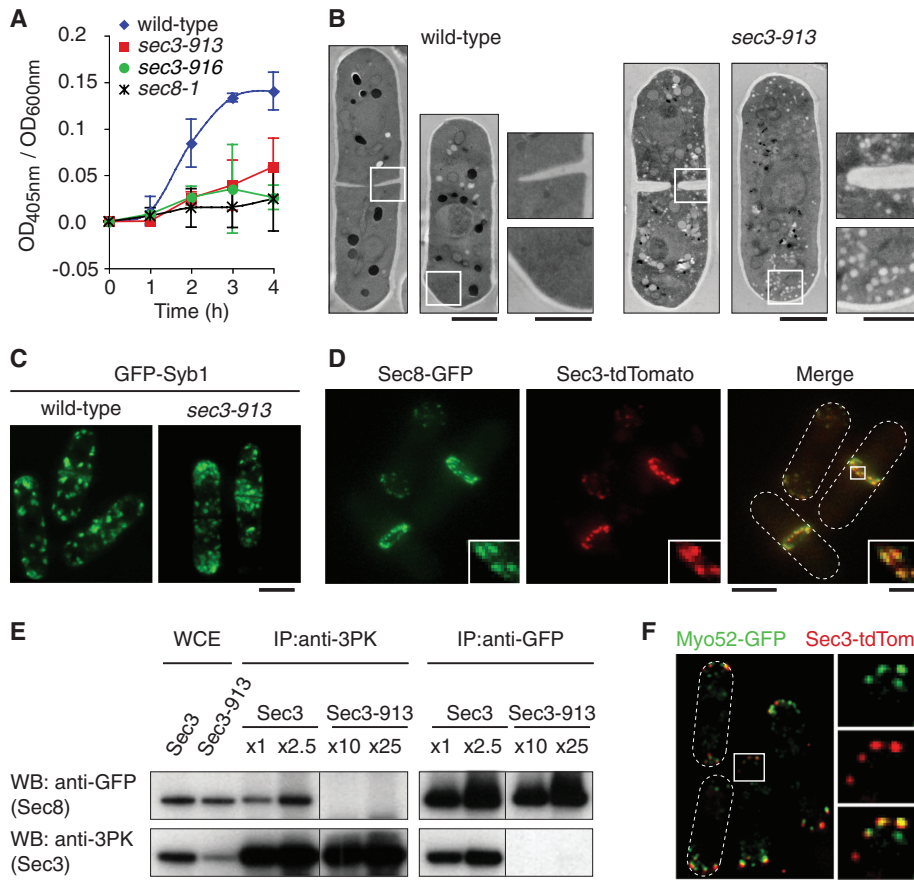 A
wild-type
sec3-913
sec3-916
sec8-1
OD405nm / OD600nm
0.2
0.15
0.10
0.05
0.0
-0.05
0 1 2 3 4
Time (h)
B
wild-type
sec3-913
C
GFP-Syb1
wild-type
sec3-913
D
Sec8-GFP
Sec3-tdTomato
Merge
E
WCE
IP:anti-3PK
IP:anti-GFP
Sec3
Sec3-913
Sec3
Sec3-913
Sec3
Sec3-913
x1 x2.5 x10 x25
x1 x2.5 x10 x25
WB: anti-GFP
(Sec8)
WB: anti-3PK
(Sec3)
F
Myo52-GFP
Sec3-tdTom